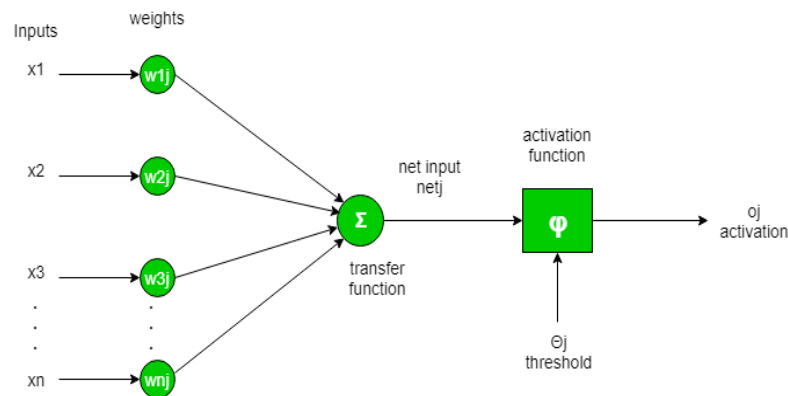 Inputs
weights
x1
w1j
x2
w2j
x3
w3j
. .
. .
. .
xn
wnj
Σ
transfer
function
net input
netj
activation
function
φ
Θj
threshold
oj
activation